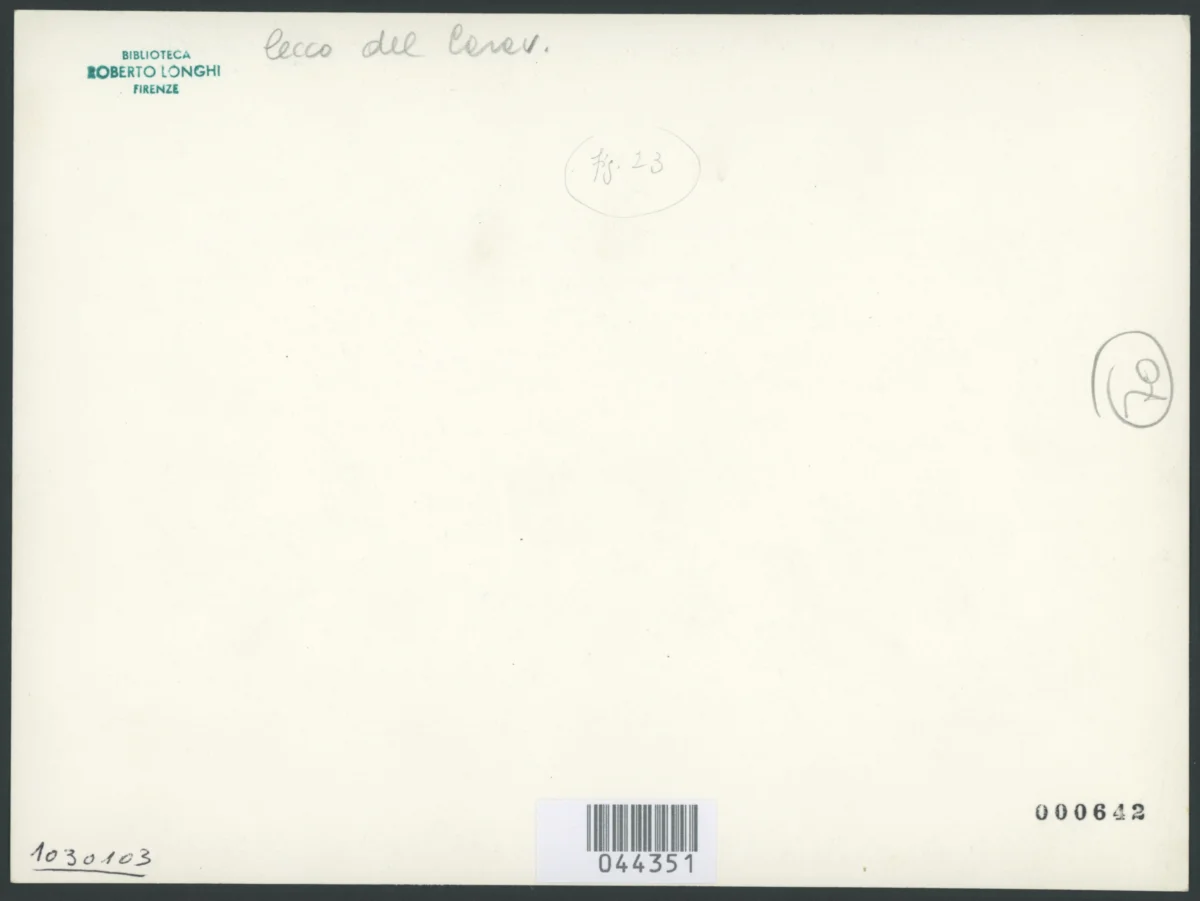 BIBLIOTECA
ROBERTO LONGHI
FIRENZE
Cecco del Carav.
Fig. 23
000642
044351
1030103